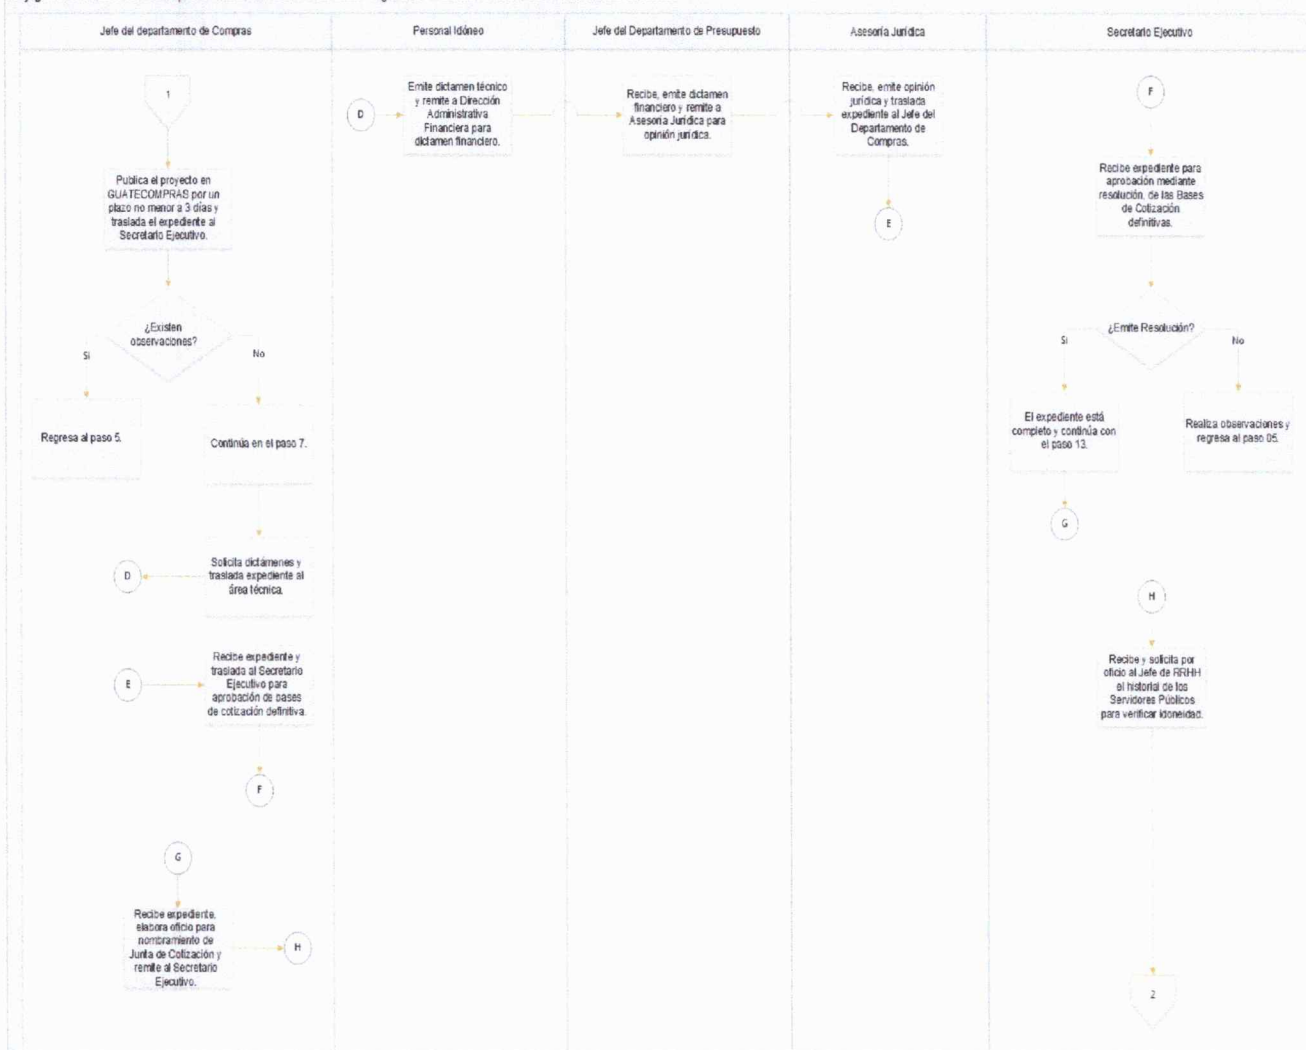 Jefe del departamento de Compras
Personal Idóneo
Jefe del Departamento de Presupuesto
Asesoría Jurídica
Secretario Ejecutivo
1
Publica el proyecto en
GUATECOMPRAS por un
plazo no menor a 3 días y
traslada el expediente al
Secretario Ejecutivo.
¿Existen
observaciones?
Si
No
Regresa al paso 5.
Continúa en el paso 7.
Solicita dictámenes y
traslada expediente al
área técnica.
D
E
Recibe expediente y
traslada al Secretario
Ejecutivo para
aprobación de bases
de cotización definitiva.
F
G
Recibe expediente,
elabora oficio para
nombramiento de
Junta de Cotización y
remite al Secretario
Ejecutivo.
H
D
Emite dictamen técnico
y remite a Dirección
Administrativa
Financiera para
dictamen financiero.
Recibe, emite dictamen
financiero y remite a
Asesoría Jurídica para
opinión jurídica.
Recibe, emite opinión
jurídica y traslada
expediente al Jefe del
Departamento de
Compras.
E
F
Recibe expediente para
aprobación mediante
resolución, de las Bases
de Cotización
definitivas.
¿Emite Resolución?
Si
No
El expediente está
completo y continúa con
el paso 13.
Realiza observaciones y
regresa al paso 05.
G
H
Recibe y solicita por
oficio al Jefe de RRHH
el historial de los
Servidores Públicos
para verificar idoneidad.
2